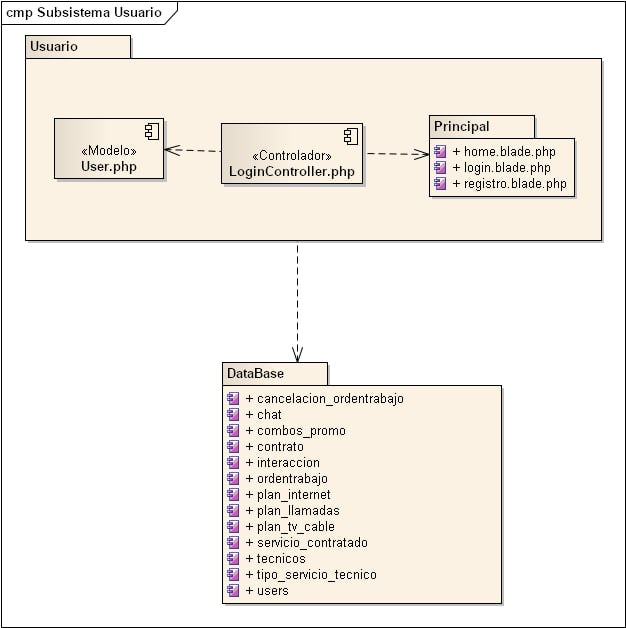 cmp Subsistema Usuario
Usuario
«Modelo»
User.php
«Controlador»
LoginController.php
Principal
+ home.blade.php
+ login.blade.php
+ registro.blade.php
DataBase
+ cancelacion_ordentrabajo
+ chat
+ combos_promo
+ contrato
+ interaccion
+ ordentrabajo
+ plan_internet
+ plan_llamadas
+ plan_tv_cable
+ servicio_contratado
+ tecnicos
+ tipo_servicio_tecnico
+ users